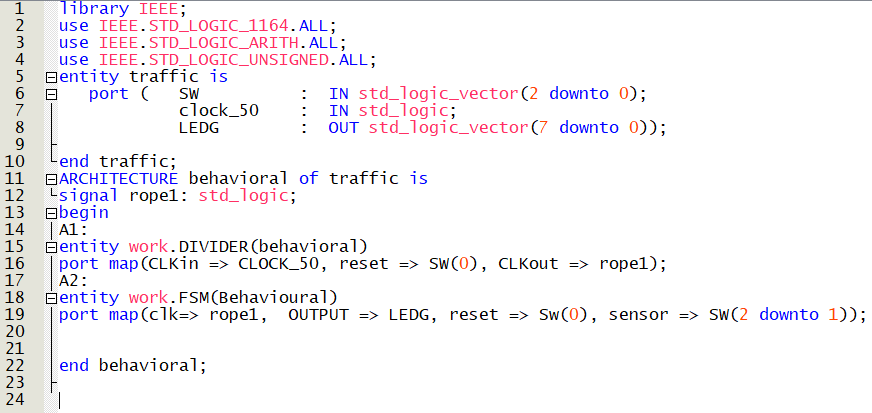 1 library IEEE;
2 use IEEE.STD_LOGIC_1164.ALL;
3 use IEEE.STD_LOGIC_ARITH.ALL;
4 use IEEE.STD_LOGIC_UNSIGNED.ALL;
5 entity traffic is
6 port ( SW : IN std_logic_vector(2 downto 0);
7 clock_50 : IN std_logic;
8 LEDG : OUT std_logic_vector(7 downto 0));
9
10 end traffic;
11 ARCHITECTURE behavioral of traffic is
12 signal rope1: std_logic;
13 begin
14 A1:
15 entity work.DIVIDER(behavioral)
16 port map(CLKin => CLOCK_50, reset => SW(0), CLKout => rope1);
17 A2:
18 entity work.FSM(Behavioural)
19 port map(clk=> rope1, OUTPUT => LEDG, reset => Sw(0), sensor => SW(2 downto 1));
20
21
22 end behavioral;
23
24